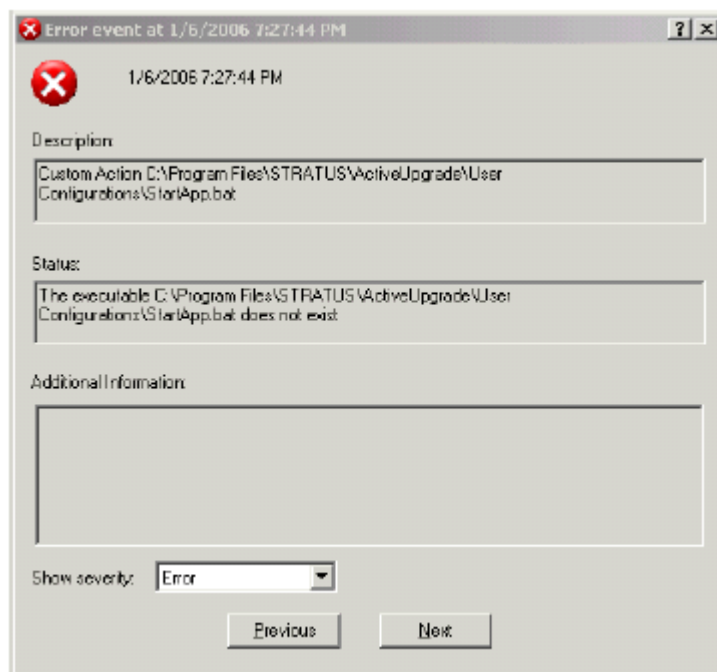 Error event at 1/6/2006 7:27:44 PM
1/6/2006 7:27:44 PM
Description:
Custom Action C:\Program Files\STRATUS\ActiveUpgrade\User
Configurations\StartApp.bat
Status:
The executable C:\Program Files\STRATUS\ActiveUpgrade\User
Configurations\StartApp.bat does not exist
Additional Information:
Show severity:
Error
Previous
Next